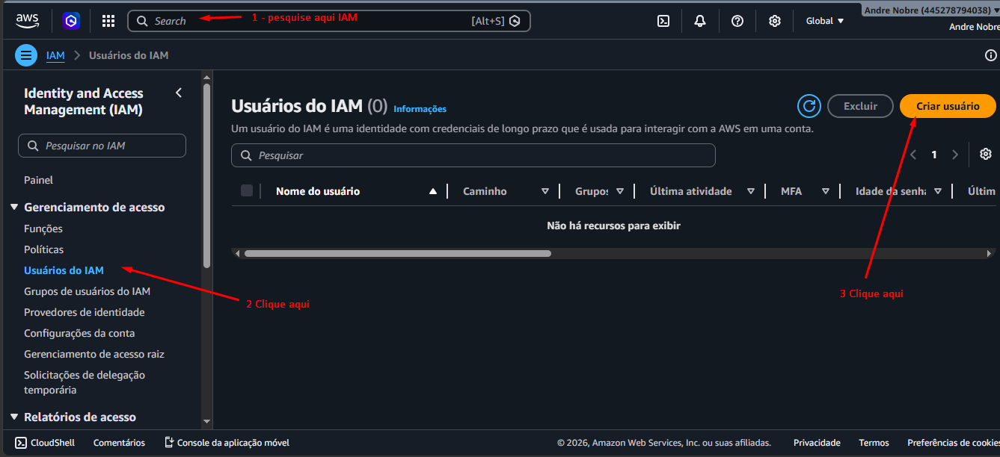 aws
Search
1 - pesquise aqui IAM
[Alt+S]
Global
Andre Nobre (445278794038)
Andre Nobre
IAM
Usuários do IAM
Identity and Access
Management (IAM)
Pesquisar no IAM
Painel
Gerenciamento de acesso
Funções
Políticas
Usuários do IAM
Grupos de usuários do IAM
Provedores de identidade
Configurações da conta
Gerenciamento de acesso raiz
Solicitações de delegação
temporária
Relatórios de acesso
Usuários do IAM (0) Informações
Excluir
Criar usuário
Um usuário do IAM é uma identidade com credenciais de longo prazo que é usada para interagir com a AWS em uma conta.
Pesquisar
1
Nome do usuário
Caminho
Grupos
Última atividade
MFA
Idade da senha
Últim
Não há recursos para exibir
2 Clique aqui
3 Clique aqui
CloudShell
Comentários
Console da aplicação móvel
© 2026, Amazon Web Services, Inc. ou suas afiliadas.
Privacidade
Termos
Preferências de cookies